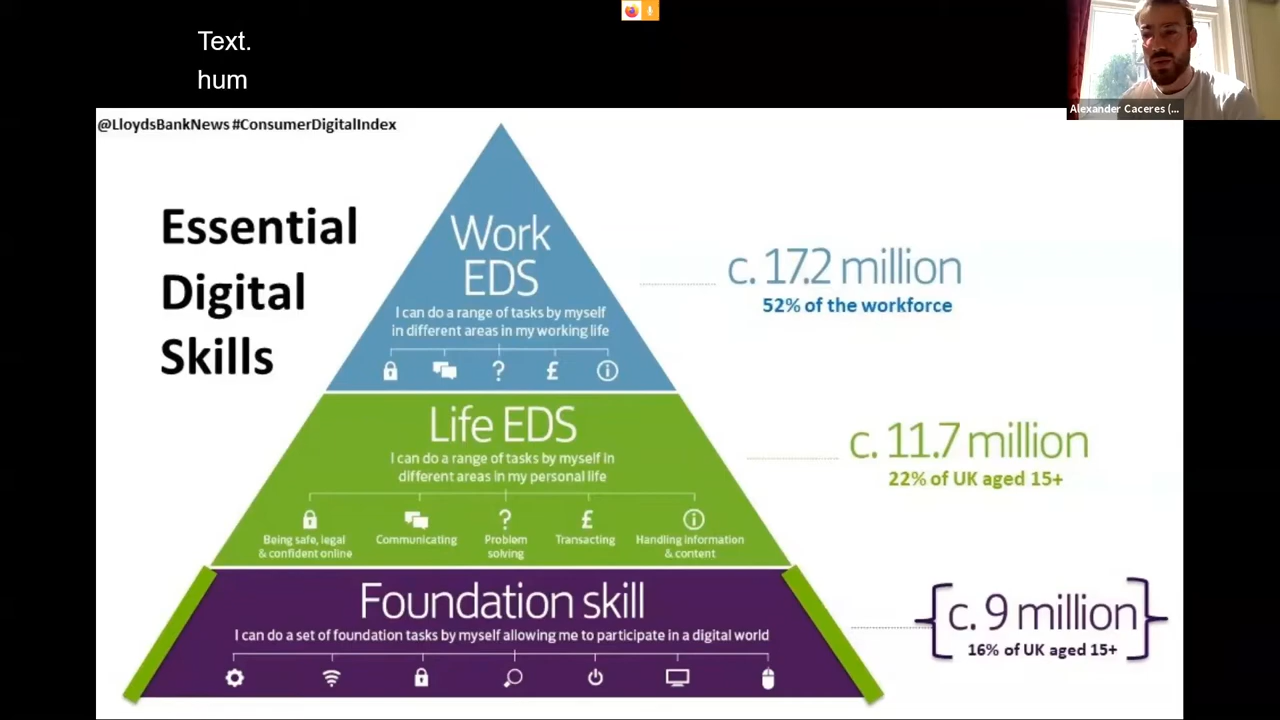 Text.
hum
Alexander Caceres (...
@LloydsBankNews #ConsumerDigitalIndex
Essential
Digital
Skills
Work
EDS
I can do a range of tasks by myself
in different areas in my working life
?
£
i
c. 17.2 million
52% of the workforce
Life EDS
I can do a range of tasks by myself in
different areas in my personal life
?
£
i
Being safe, legal
& confident online
Communicating
Problem
solving
Transacting
Handling information
& content
c. 11.7 million
22% of UK aged 15+
Foundation skill
I can do a set of foundation tasks by myself allowing me to participate in a digital world
{c. 9 million}
16% of UK aged 15+